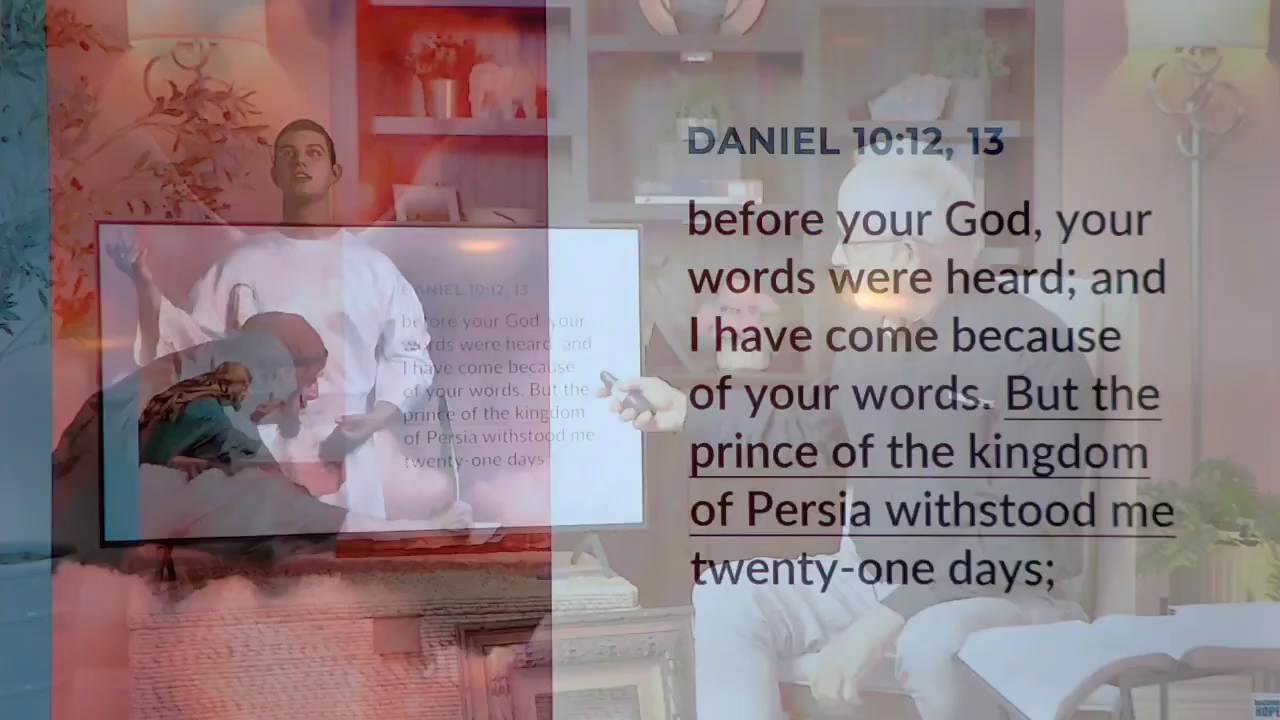 DANIEL 10:12, 13
before your God, your
words were heard; and
I have come because
of your words. But the
prince of the kingdom
of Persia withstood me
twenty-one days;
DANIEL 10:12, 13
before your God, your
words were heard; and
I have come because
of your words. But the
prince of the kingdom
of Persia withstood me
twenty-one days;
HOPE